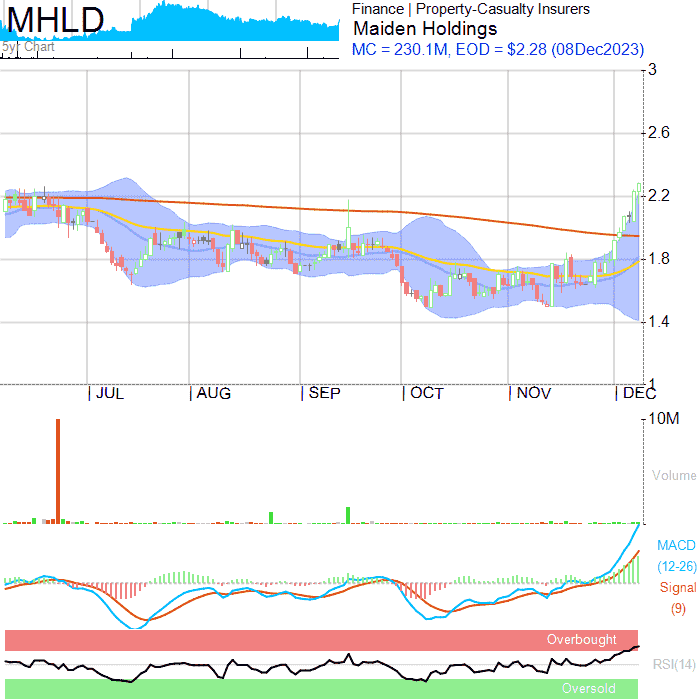 MHLD
5yr Chart
Finance | Property-Casualty Insurers
Maiden Holdings
MC = 230.1M, EOD = $2.28 (08Dec2023)
3
2.6
2.2
1.8
1.4
1
JUL AUG SEP OCT NOV DEC
10M
Volume
MACD
(12-26)
Signal
(9)
Overbought
RSI(14)
Oversold